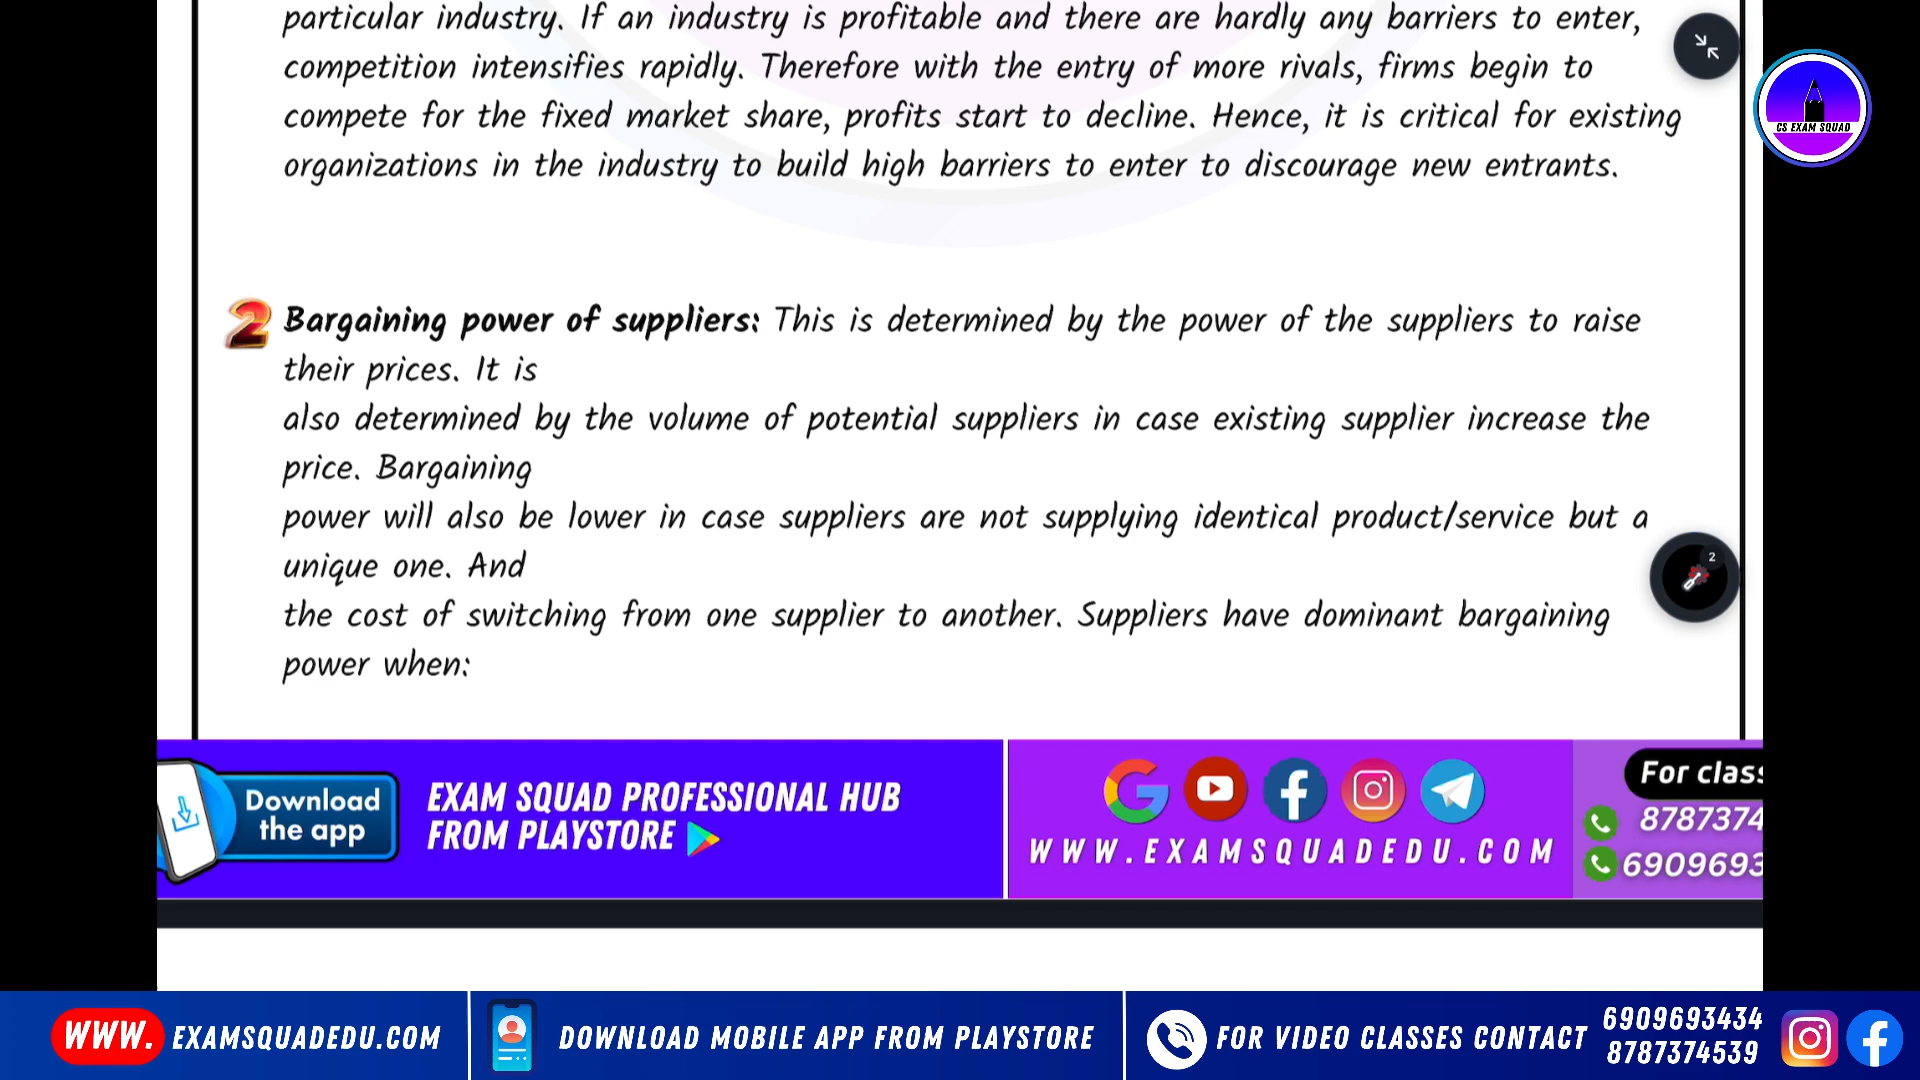 particular industry. If an industry is profitable and there are hardly any barriers to enter,
competition intensifies rapidly. Therefore with the entry of more rivals, firms begin to
compete for the fixed market share, profits start to decline. Hence, it is critical for existing
organizations in the industry to build high barriers to enter to discourage new entrants.
CS EXAM SQUAD
2 Bargaining power of suppliers: This is determined by the power of the suppliers to raise
their prices. It is
also determined by the volume of potential suppliers in case existing supplier increase the
price. Bargaining
power will also be lower in case suppliers are not supplying identical product/service but a
unique one. And
2
the cost of switching from one supplier to another. Suppliers have dominant bargaining
power when:
Download
the app
EXAM SQUAD PROFESSIONAL HUB
FROM PLAYSTORE
WWW.EXAMSQUADEDU.COM
For class
8787374
6909693
WWW. EXAMSQUADEDU.COM
DOWNLOAD MOBILE APP FROM PLAYSTORE
FOR VIDEO CLASSES CONTACT
6909693434
8787374539